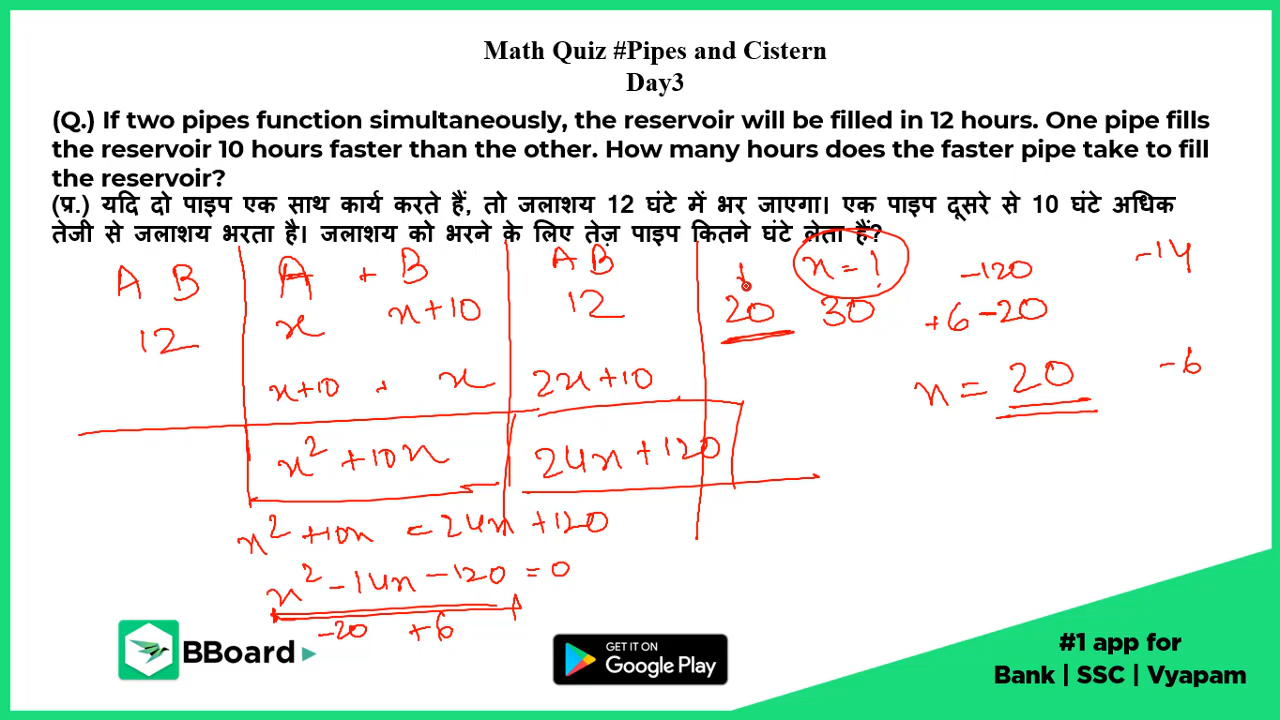 Math Quiz #Pipes and Cistern
Day3
(Q.) If two pipes function simultaneously, the reservoir will be filled in 12 hours. One pipe fills
the reservoir 10 hours faster than the other. How many hours does the faster pipe take to fill
the reservoir?
(प्र.) यदि दो पाइप एक साथ कार्य करते हैं, तो जलाशय 12 घंटे में भर जाएगा। एक पाइप दूसरे से 10 घंटे अधिक
तेजी से जलाशय भरता है। जलाशय को भरने के लिए तेज़ पाइप कितने घंटे लेता हैं?
A B
12
A + B
x x+10
x+10 + x
x² +10x
A B
12
2x+10
24x+120
20 30
x = !
-120
+6 -20
x = 20
-14
-6
x² +10x = 24x +120
x² -14x -120 = 0
-20 +6
BBoard
GET IT ON
Google Play
#1 app for
Bank | SSC | Vyapam